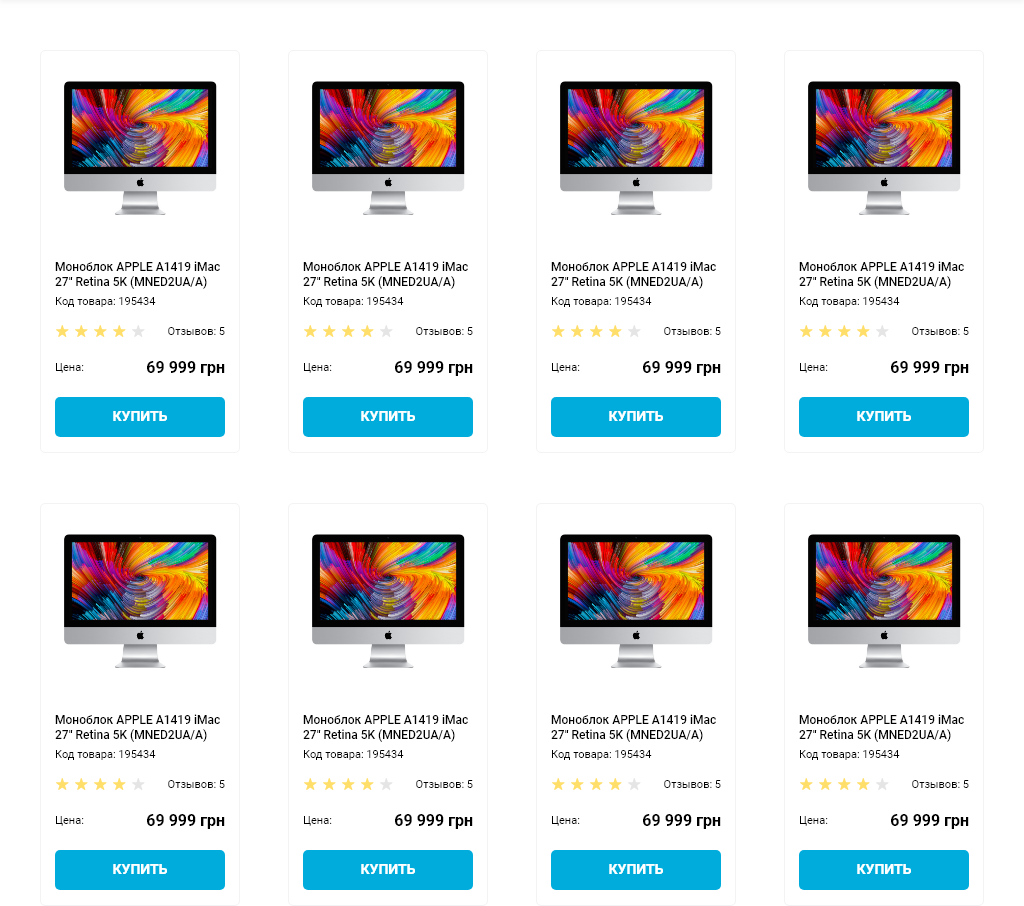 Моноблок APPLE A1419 iMac
27" Retina 5K (MNED2UA/A)
Код товара: 195434
Отзывов: 5
Цена: 69 999 грн
КУПИТЬ
Моноблок APPLE A1419 iMac
27" Retina 5K (MNED2UA/A)
Код товара: 195434
Отзывов: 5
Цена: 69 999 грн
КУПИТЬ
Моноблок APPLE A1419 iMac
27" Retina 5K (MNED2UA/A)
Код товара: 195434
Отзывов: 5
Цена: 69 999 грн
КУПИТЬ
Моноблок APPLE A1419 iMac
27" Retina 5K (MNED2UA/A)
Код товара: 195434
Отзывов: 5
Цена: 69 999 грн
КУПИТЬ
Моноблок APPLE A1419 iMac
27" Retina 5K (MNED2UA/A)
Код товара: 195434
Отзывов: 5
Цена: 69 999 грн
КУПИТЬ
Моноблок APPLE A1419 iMac
27" Retina 5K (MNED2UA/A)
Код товара: 195434
Отзывов: 5
Цена: 69 999 грн
КУПИТЬ
Моноблок APPLE A1419 iMac
27" Retina 5K (MNED2UA/A)
Код товара: 195434
Отзывов: 5
Цена: 69 999 грн
КУПИТЬ
Моноблок APPLE A1419 iMac
27" Retina 5K (MNED2UA/A)
Код товара: 195434
Отзывов: 5
Цена: 69 999 грн
КУПИТЬ